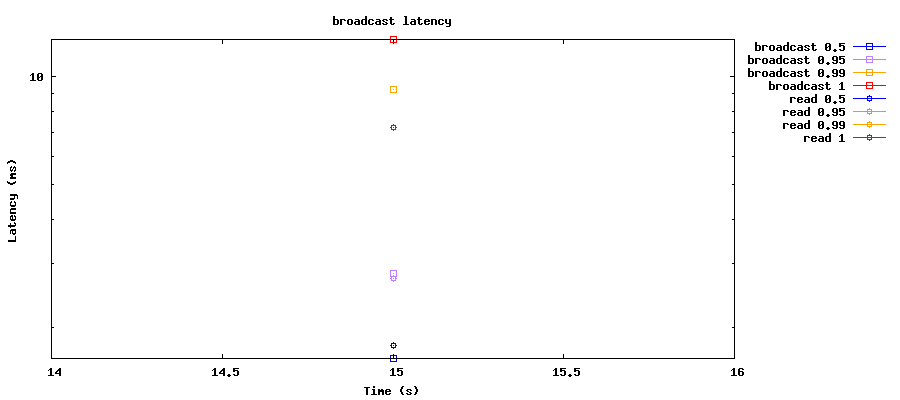 broadcast latency
broadcast 0.5
broadcast 0.95
broadcast 0.99
broadcast 1
read 0.5
read 0.95
read 0.99
read 1
10
Latency (ms)
14
14.5
15
15.5
16
Time (s)